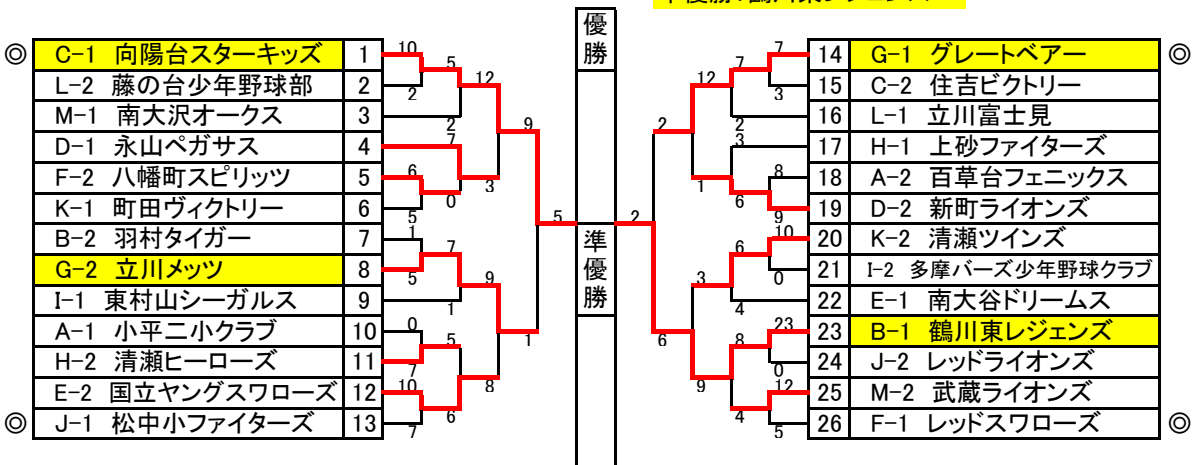 優勝
◎ C-1 向陽台スターキッズ 1
L-2 藤の台少年野球部 2
M-1 南大沢オークス 3
D-1 永山ペガサス 4
F-2 八幡町スピリッツ 5
K-1 町田ヴィクトリー 6
B-2 羽村タイガー 7
G-2 立川メッツ 8
I-1 東村山シーガルス 9
A-1 小平二小クラブ 10
H-2 清瀬ヒーローズ 11
E-2 国立ヤングスワローズ 12
◎ J-1 松中小ファイターズ 13
10
5
12
2
2
9
7
6
3
0
5
5
1
7
5
9
1
1
0
5
7
8
10
6
7
準優勝
14 G-1 グレートベアー ◎
15 C-2 住吉ビクトリー
16 L-1 立川富士見
17 H-1 上砂ファイターズ
18 A-2 百草台フェニックス
19 D-2 新町ライオンズ
20 K-2 清瀬ツインズ
21 I-2 多摩バーズ少年野球クラブ
22 E-1 南大谷ドリームス
23 B-1 鶴川東レジェンズ
24 J-2 レッドライオンズ
25 M-2 武蔵ライオンズ
26 F-1 レッドスワローズ ◎
7
7
12
3
2
2
3
8
1
6
9
2
10
6
0
3
4
23
6
8
0
9
12
4
5